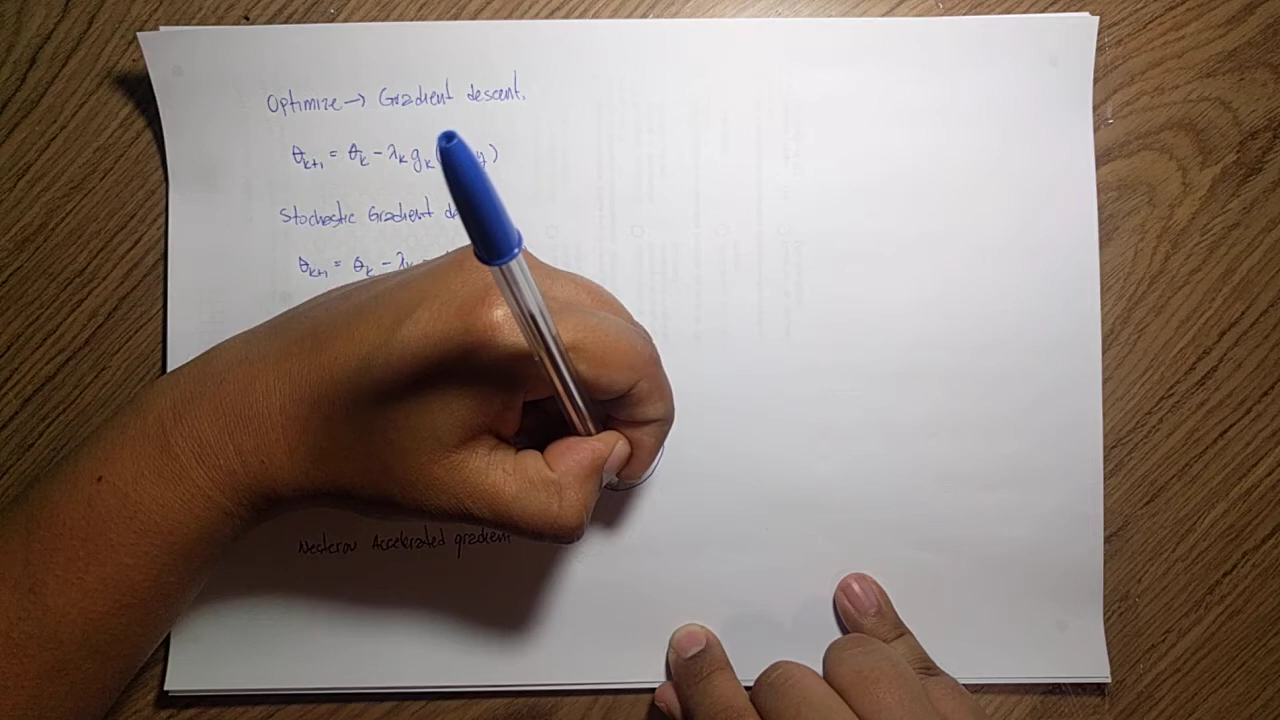 Optimize → Gradient descent.
θₖ₊₁ = θₖ - λₖ gₖ( y)
Stochastic Gradient
θₖ₊₁ = θₖ - λₖ
Nesterov Accelerated gradient